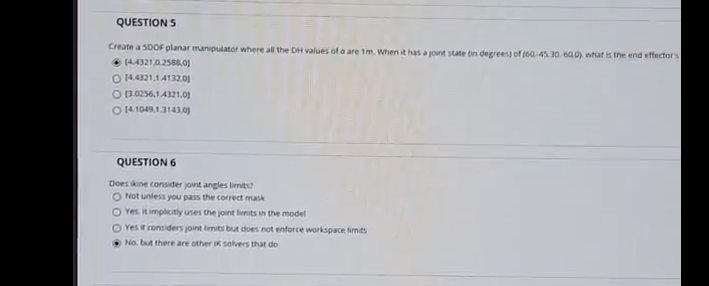 QUESTION 5
Create a 5DOF planar manipulator where all the DH values of a are 1m. When it has a joint state (in degrees) of [60,-45,30,-60,0], what is the end effector's
[4.4321,0.2588,0]
[4.4321,1.4132,0]
[3.0256,1.4321,0]
[4.1049,1.3143,0]
QUESTION 6
Does ikine consider joint angles limits?
Not unless you pass the correct mask
Yes, it implicitly uses the joint limits in the model
Yes it considers joint limits but does not enforce workspace limits
No, but there are other IK solvers that do